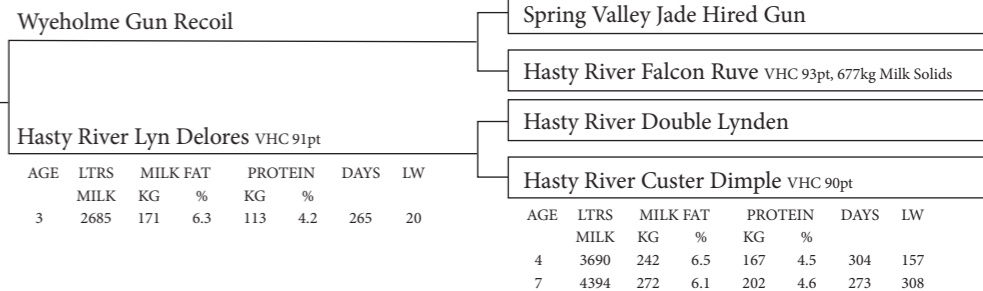 Wyeholme Gun Recoil
Hasty River Lyn Delores VHC 91pt
AGE LTRS MILK FAT PROTEIN DAYS LW
MILK KG % KG %
3 2685 171 6.3 113 4.2 265 20
Spring Valley Jade Hired Gun
Hasty River Falcon Ruve VHC 93pt, 677kg Milk Solids
Hasty River Double Lynden
Hasty River Custer Dimple VHC 90pt
AGE LTRS MILK FAT PROTEIN DAYS LW
MILK KG % KG %
4 3690 242 6.5 167 4.5 304 157
7 4394 272 6.1 202 4.6 273 308